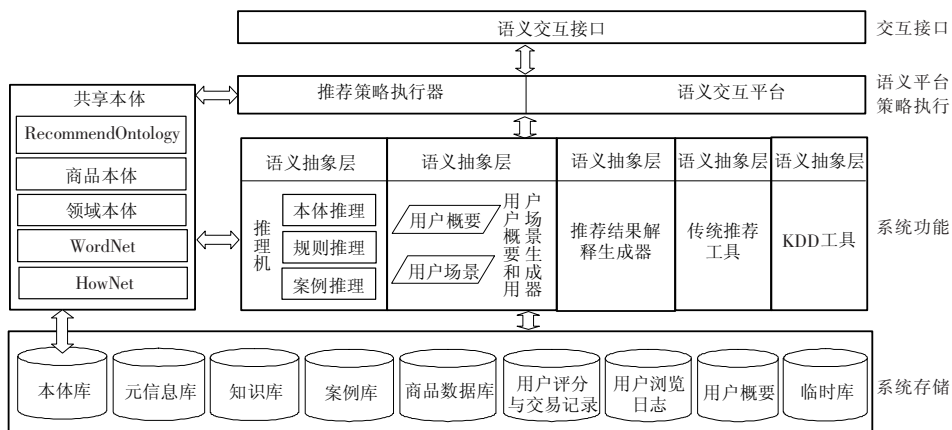 语义交互接口
交互接口
推荐策略执行器
语义交互平台
语义平台
策略执行
共享本体
RecommendOntology
商品本体
领域本体
WordNet
HowNet
语义抽象层
语义抽象层
语义抽象层
语义抽象层
语义抽象层
推理机
本体推理
规则推理
案例推理
用户概要
用户场景
用户概要和用
户场景生成器
推荐结果解
释生成器
传统推荐
工具
KDD工具
系统功能
本体库
元信息库
知识库
案例库
商品数据库
用户评分
与交易记录
用户浏览
日志
用户概要
临时库
系统存储